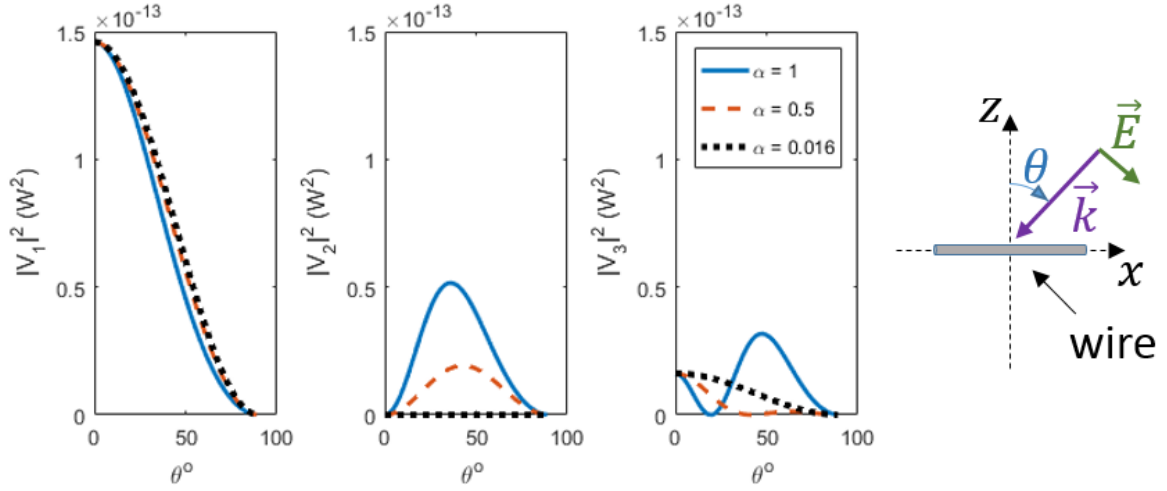 ×10⁻¹³ ×10⁻¹³ ×10⁻¹³
1.5 1.5 1.5
1 1 1
0.5 0.5 0.5
0 0 0
0 50 100 0 50 100 0 50 100
|V₁|² (W²) |V₂|² (W²) |V₃|² (W²)
θ° θ° θ°
α = 1
α = 0.5
α = 0.016
z
E⃗
θ
k⃗
x
wire